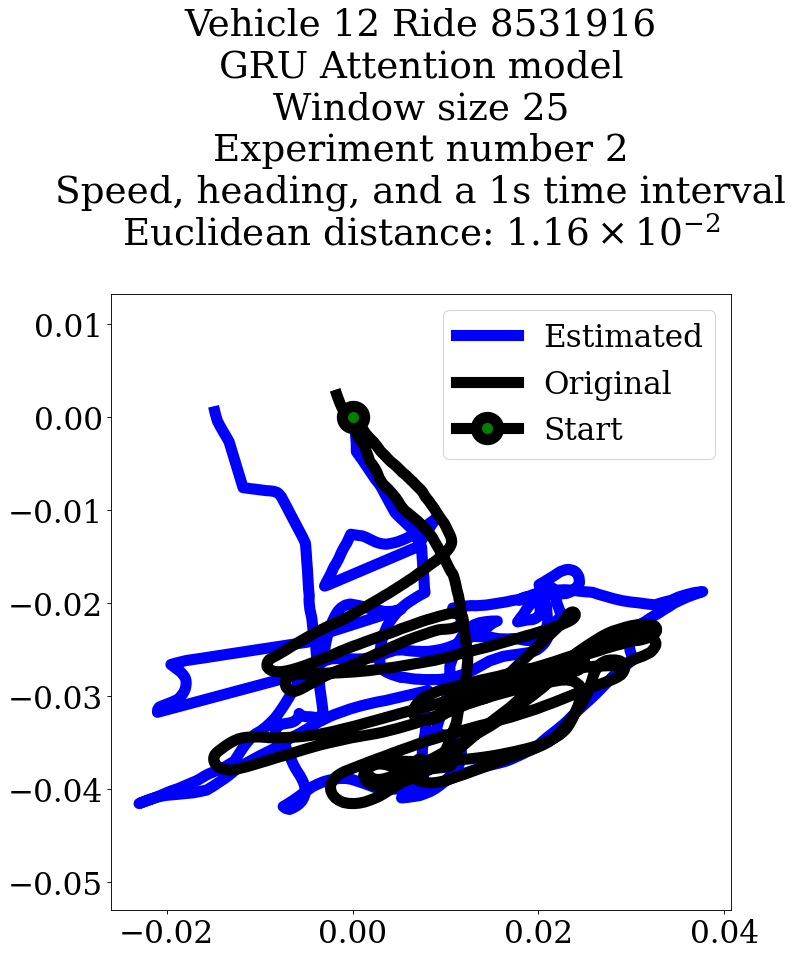 Vehicle 12 Ride 8531916
GRU Attention model
Window size 25
Experiment number 2
Speed, heading, and a 1s time interval
Euclidean distance: 1.16 × 10⁻²
Estimated
Original
Start
0.01
0.00
−0.01
−0.02
−0.03
−0.04
−0.05
−0.02
0.00
0.02
0.04